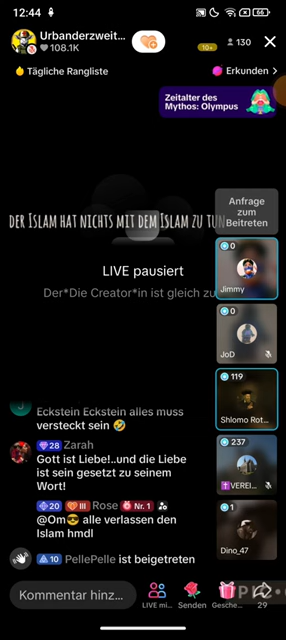 12:44
66
Urbanderzweit...
108.1K
10+
130
Tägliche Rangliste
Erkunden >
Zeitalter des
Mythos: Olympus
DER ISLAM HAT NICHTS MIT DEM ISLAM ZU TUN
Anfrage
zum
Beitreten
LIVE pausiert
Der*Die Creator*in ist gleich zu
0
Jimmy
0
JoD
119
Shlomo Rot...
237
VEREI...
1
Dino_47
J
Eckstein Eckstein alles muss
versteckt sein 🤣
28 Zarah
Gott ist Liebe!..und die Liebe
ist sein gesetzt zu seinem
Wort!
20 III Rose Nr. 1
@Om😎 alle verlassen den
Islam hmdl
10 PellePelle ist beigetreten
Kommentar hinz...
LIVE mi...
Senden
Gesche...
29